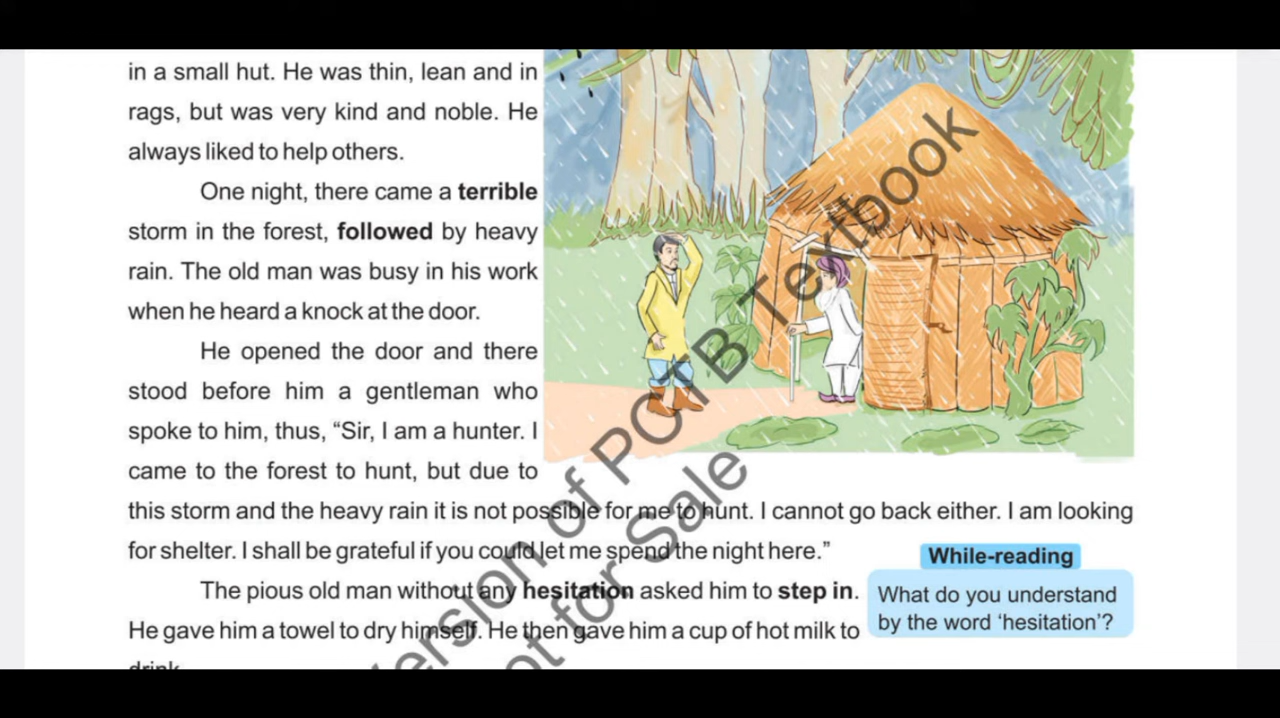 in a small hut. He was thin, lean and in
rags, but was very kind and noble. He
always liked to help others.
One night, there came a terrible
storm in the forest, followed by heavy
rain. The old man was busy in his work
when he heard a knock at the door.
He opened the door and there
stood before him a gentleman who
spoke to him, thus, “Sir, I am a hunter. I
came to the forest to hunt, but due to
this storm and the heavy rain it is not possible for me to hunt. I cannot go back either. I am looking
for shelter. I shall be grateful if you could let me spend the night here.”
The pious old man without any hesitation asked him to step in.
He gave him a towel to dry himself. He then gave him a cup of hot milk to
drink
While-reading
What do you understand
by the word ‘hesitation’?
Version of PCTB Textbook
ot for Sale